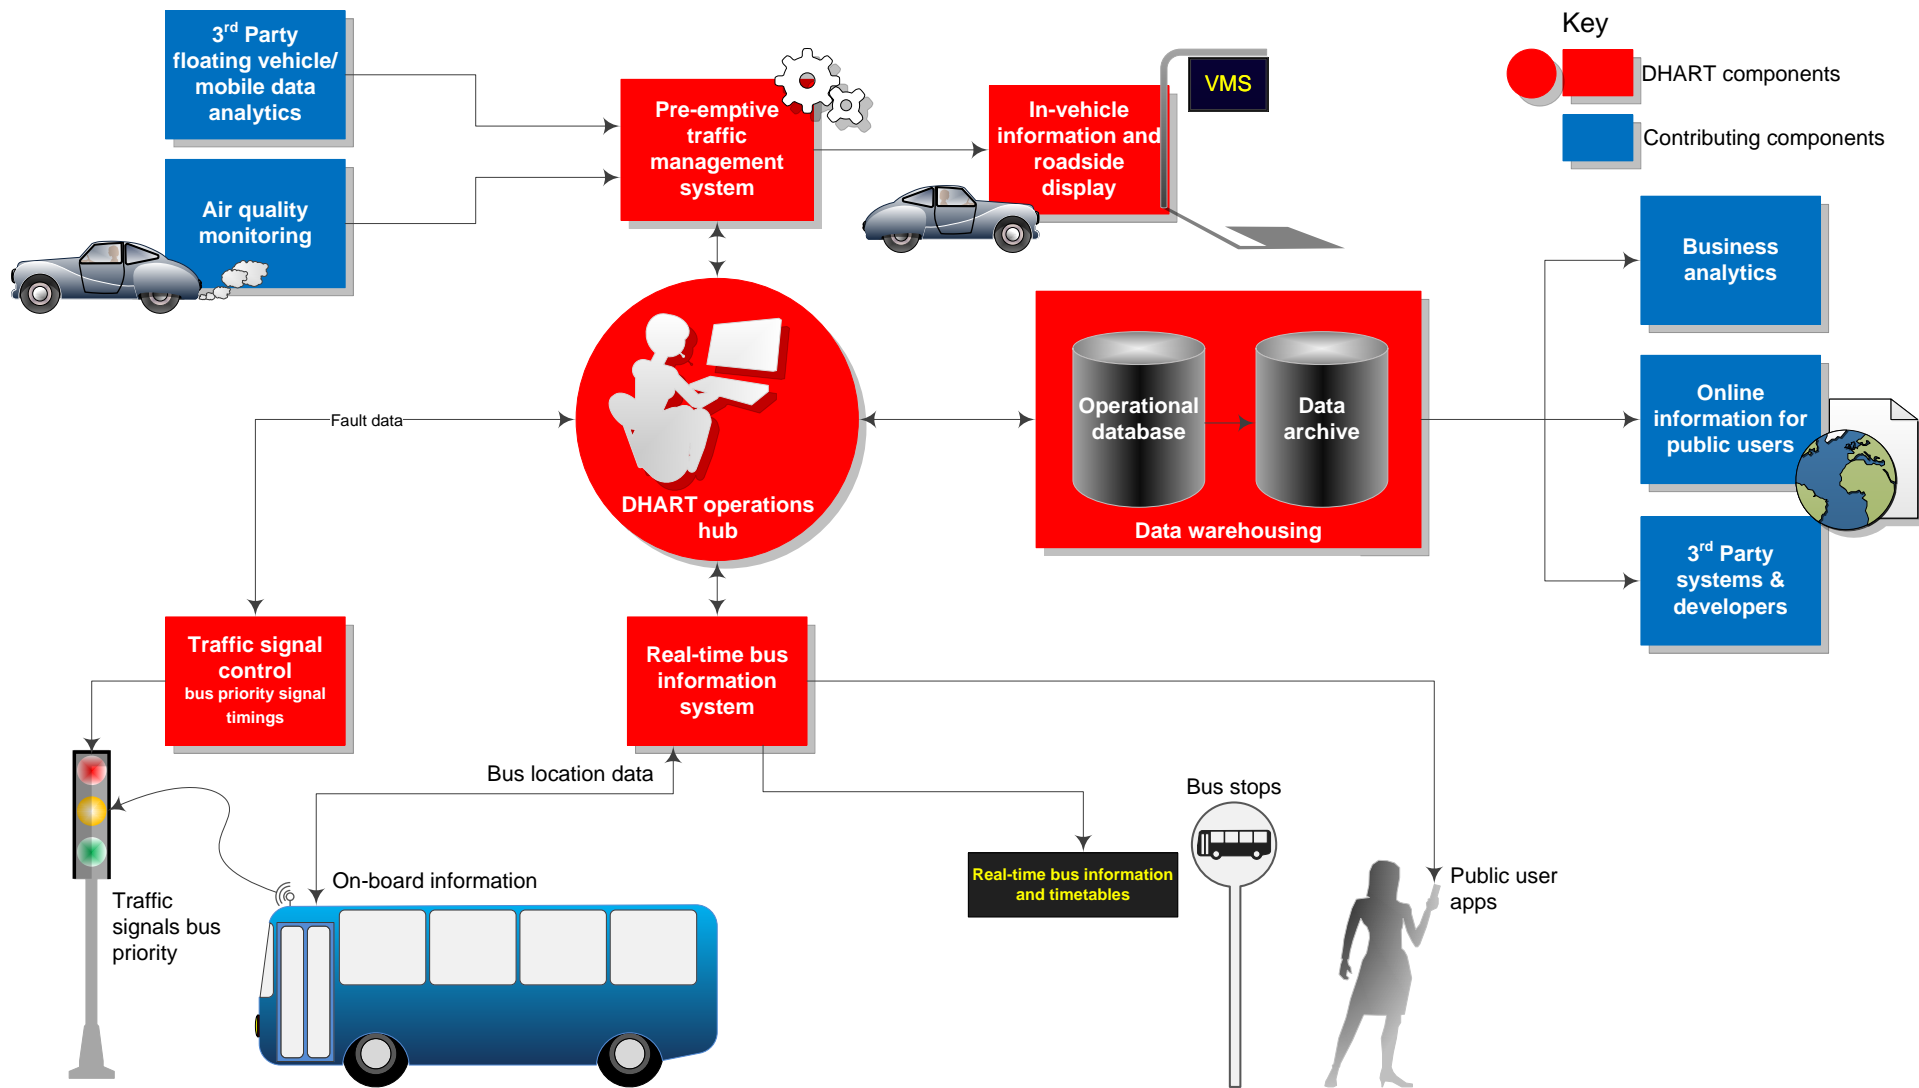 3rd Party
floating vehicle/
mobile data
analytics
Air quality
monitoring
Pre-emptive
traffic
management
system
In-vehicle
information and
roadside
display
VMS
Key
DHART components
Contributing components
Business
analytics
Online
information for
public users
3rd Party
systems &
developers
Operational
database
Data
archive
Data warehousing
DHART operations
hub
Fault data
Traffic signal
control
bus priority signal
timings
Real-time bus
information
system
Bus location data
On-board information
Traffic
signals bus
priority
Real-time bus information
and timetables
Bus stops
Public user
apps